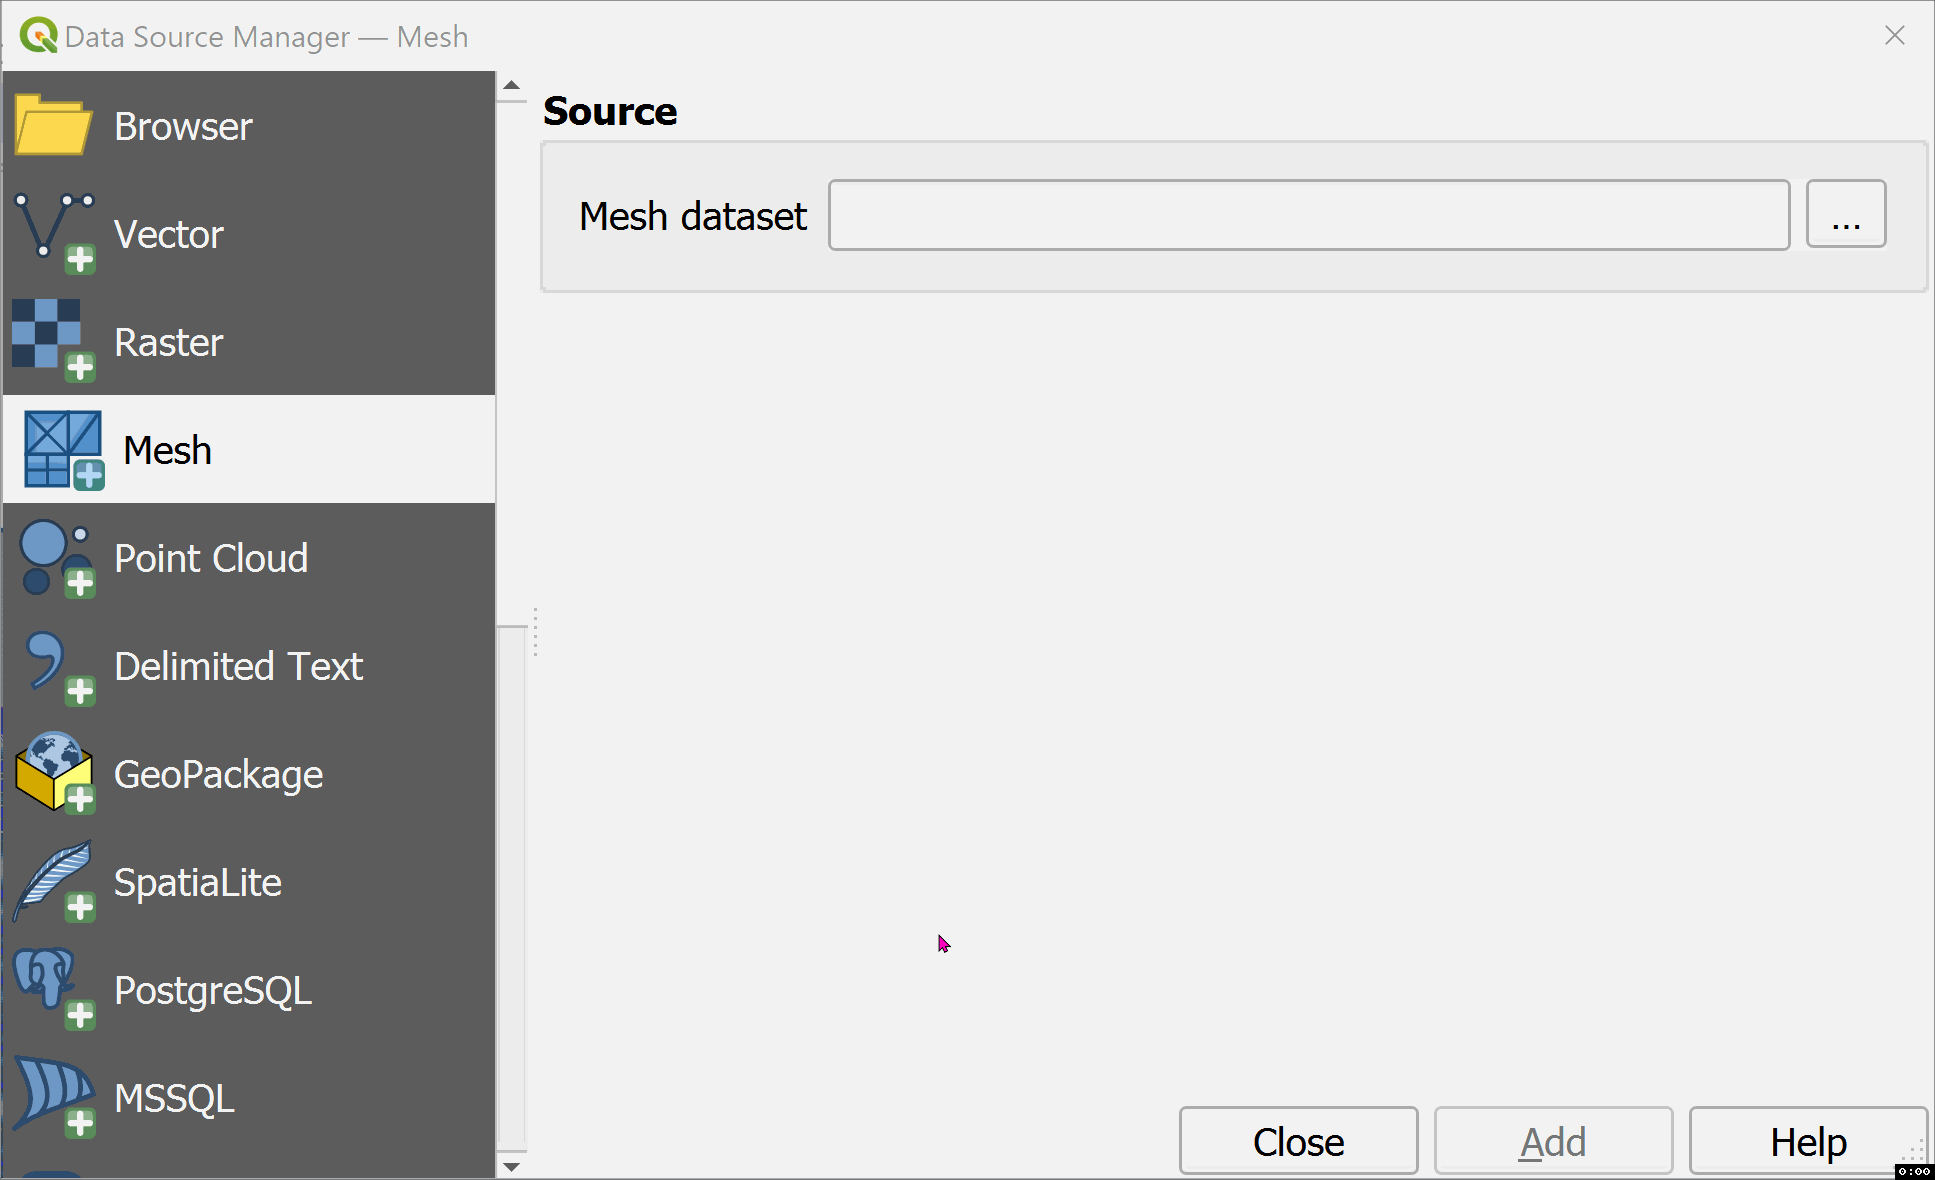 Data Source Manager — Mesh
Browser
Vector
Raster
Mesh
Point Cloud
Delimited Text
GeoPackage
SpatiaLite
PostgreSQL
MSSQL
Source
Mesh dataset
...
Close
Add
Help
0:00